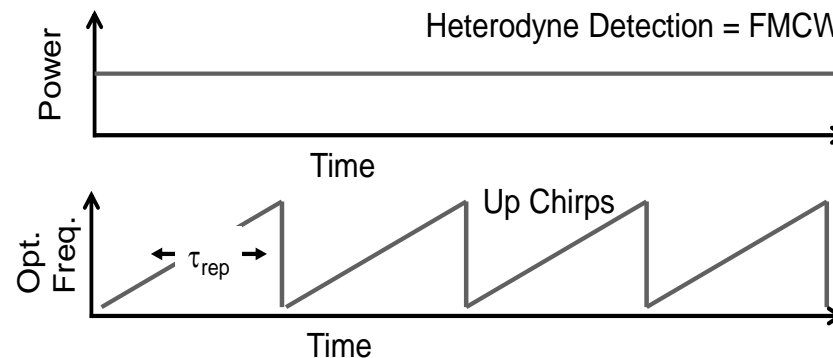 Heterodyne Detection = FMCW
Power
Time
Up Chirps
Opt.
Freq.
τrep
Time